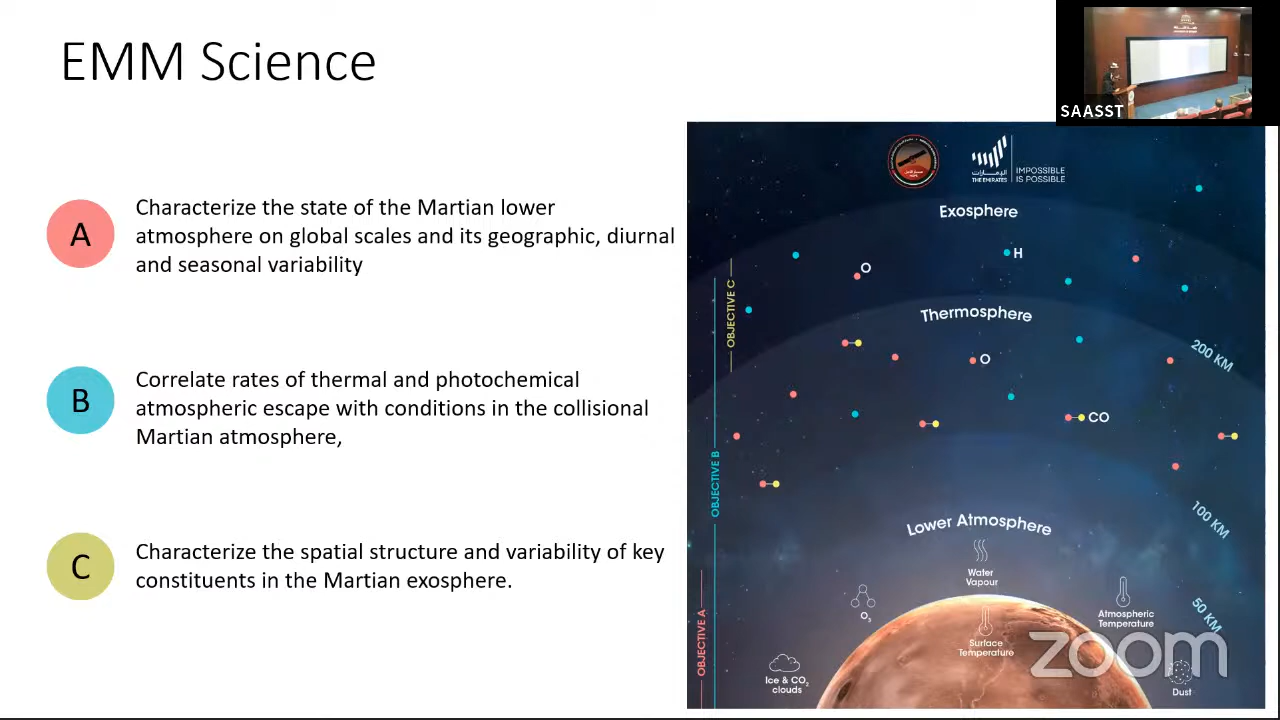 EMM Science
SAASST
A
Characterize the state of the Martian lower
atmosphere on global scales and its geographic, diurnal
and seasonal variability
B
Correlate rates of thermal and photochemical
atmospheric escape with conditions in the collisional
Martian atmosphere,
C
Characterize the spatial structure and variability of key
constituents in the Martian exosphere.
الإمارات
THE EMIRATES
IMPOSSIBLE
IS POSSIBLE
Exosphere
H
O
OBJECTIVE C
Thermosphere
200 KM
O
CO
OBJECTIVE B
100 KM
Lower Atmosphere
Water
Vapour
O₃
Atmospheric
Temperature
50 KM
OBJECTIVE A
Surface
Temperature
zoom
Ice & CO₂
clouds
Dust